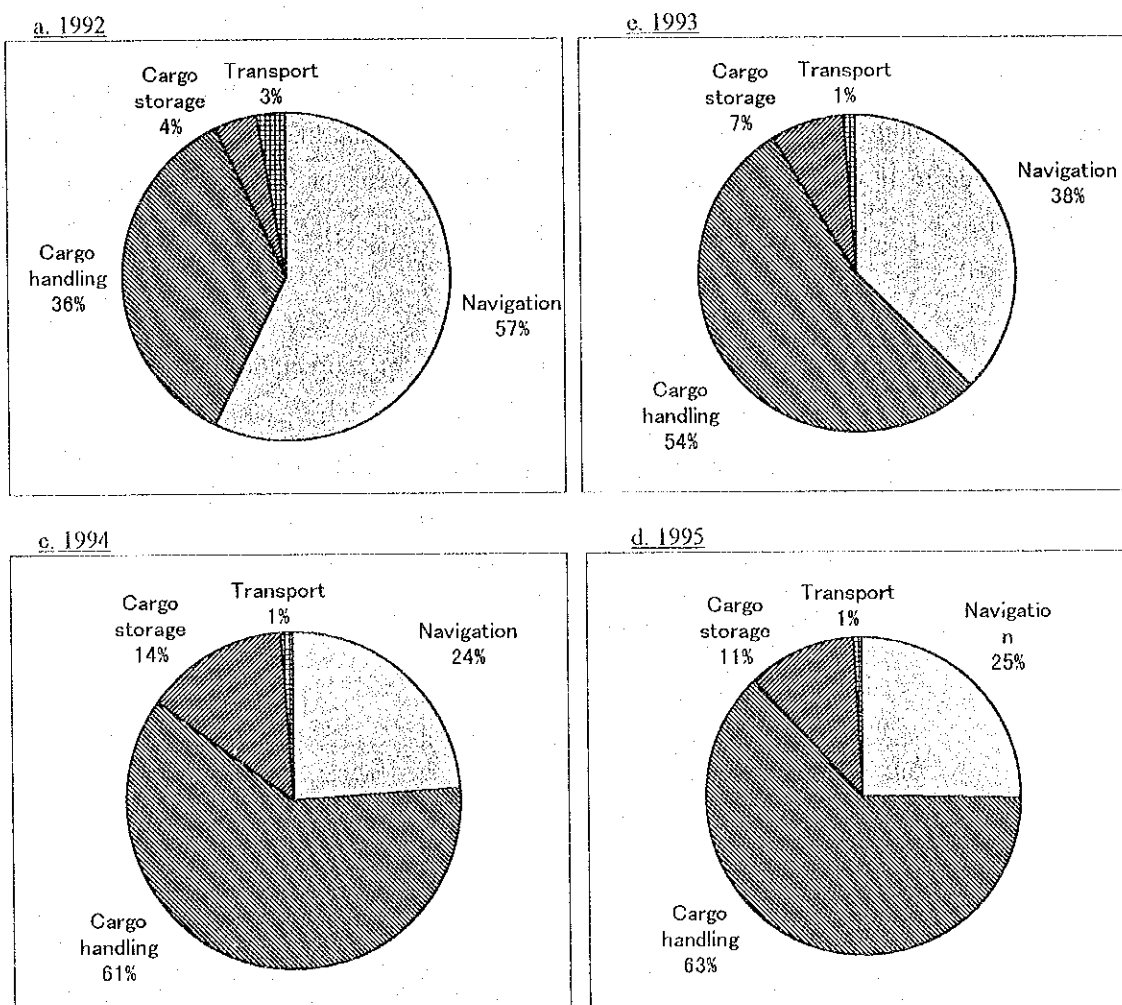 a. 1992
Transport
3%
Cargo
storage
4%
Cargo
handling
36%
Navigation
57%
e. 1993
Transport
1%
Cargo
storage
7%
Navigation
38%
Cargo
handling
54%
c. 1994
Transport
1%
Cargo
storage
14%
Navigation
24%
Cargo
handling
61%
d. 1995
Transport
1%
Cargo
storage
11%
Navigatio
n
25%
Cargo
handling
63%